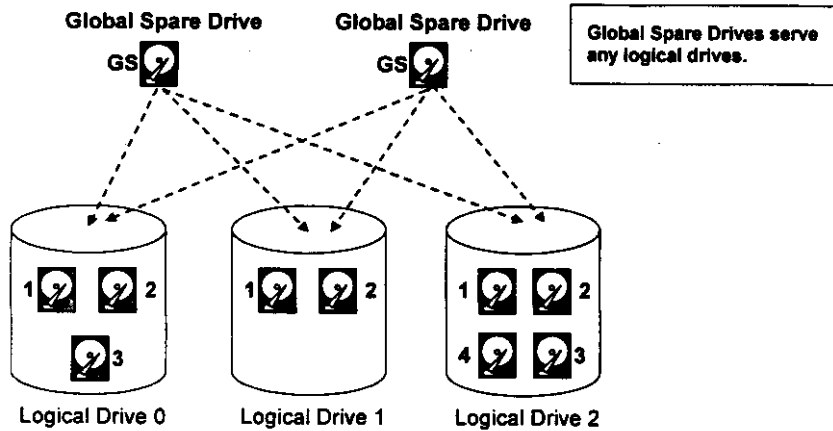 Global Spare Drive
Global Spare Drive
Global Spare Drives serve
any logical drives.
GS
GS
1
2
1
2
1
2
3
4
3
Logical Drive 0
Logical Drive 1
Logical Drive 2